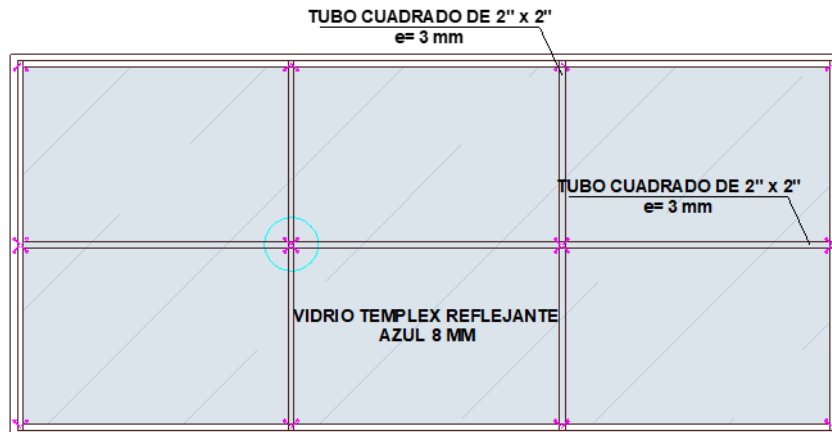 TUBO CUADRADO DE 2" x 2"
e= 3 mm
TUBO CUADRADO DE 2" x 2"
e= 3 mm
VIDRIO TEMPLEX REFLEJANTE
AZUL 8 MM